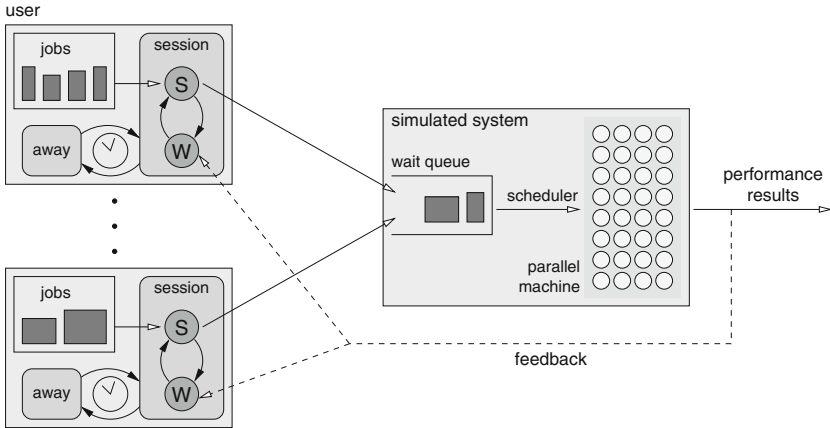 user
jobs
session
S
away
W
jobs
session
S
away
W
simulated system
wait queue
scheduler
parallel
machine
performance
results
feedback